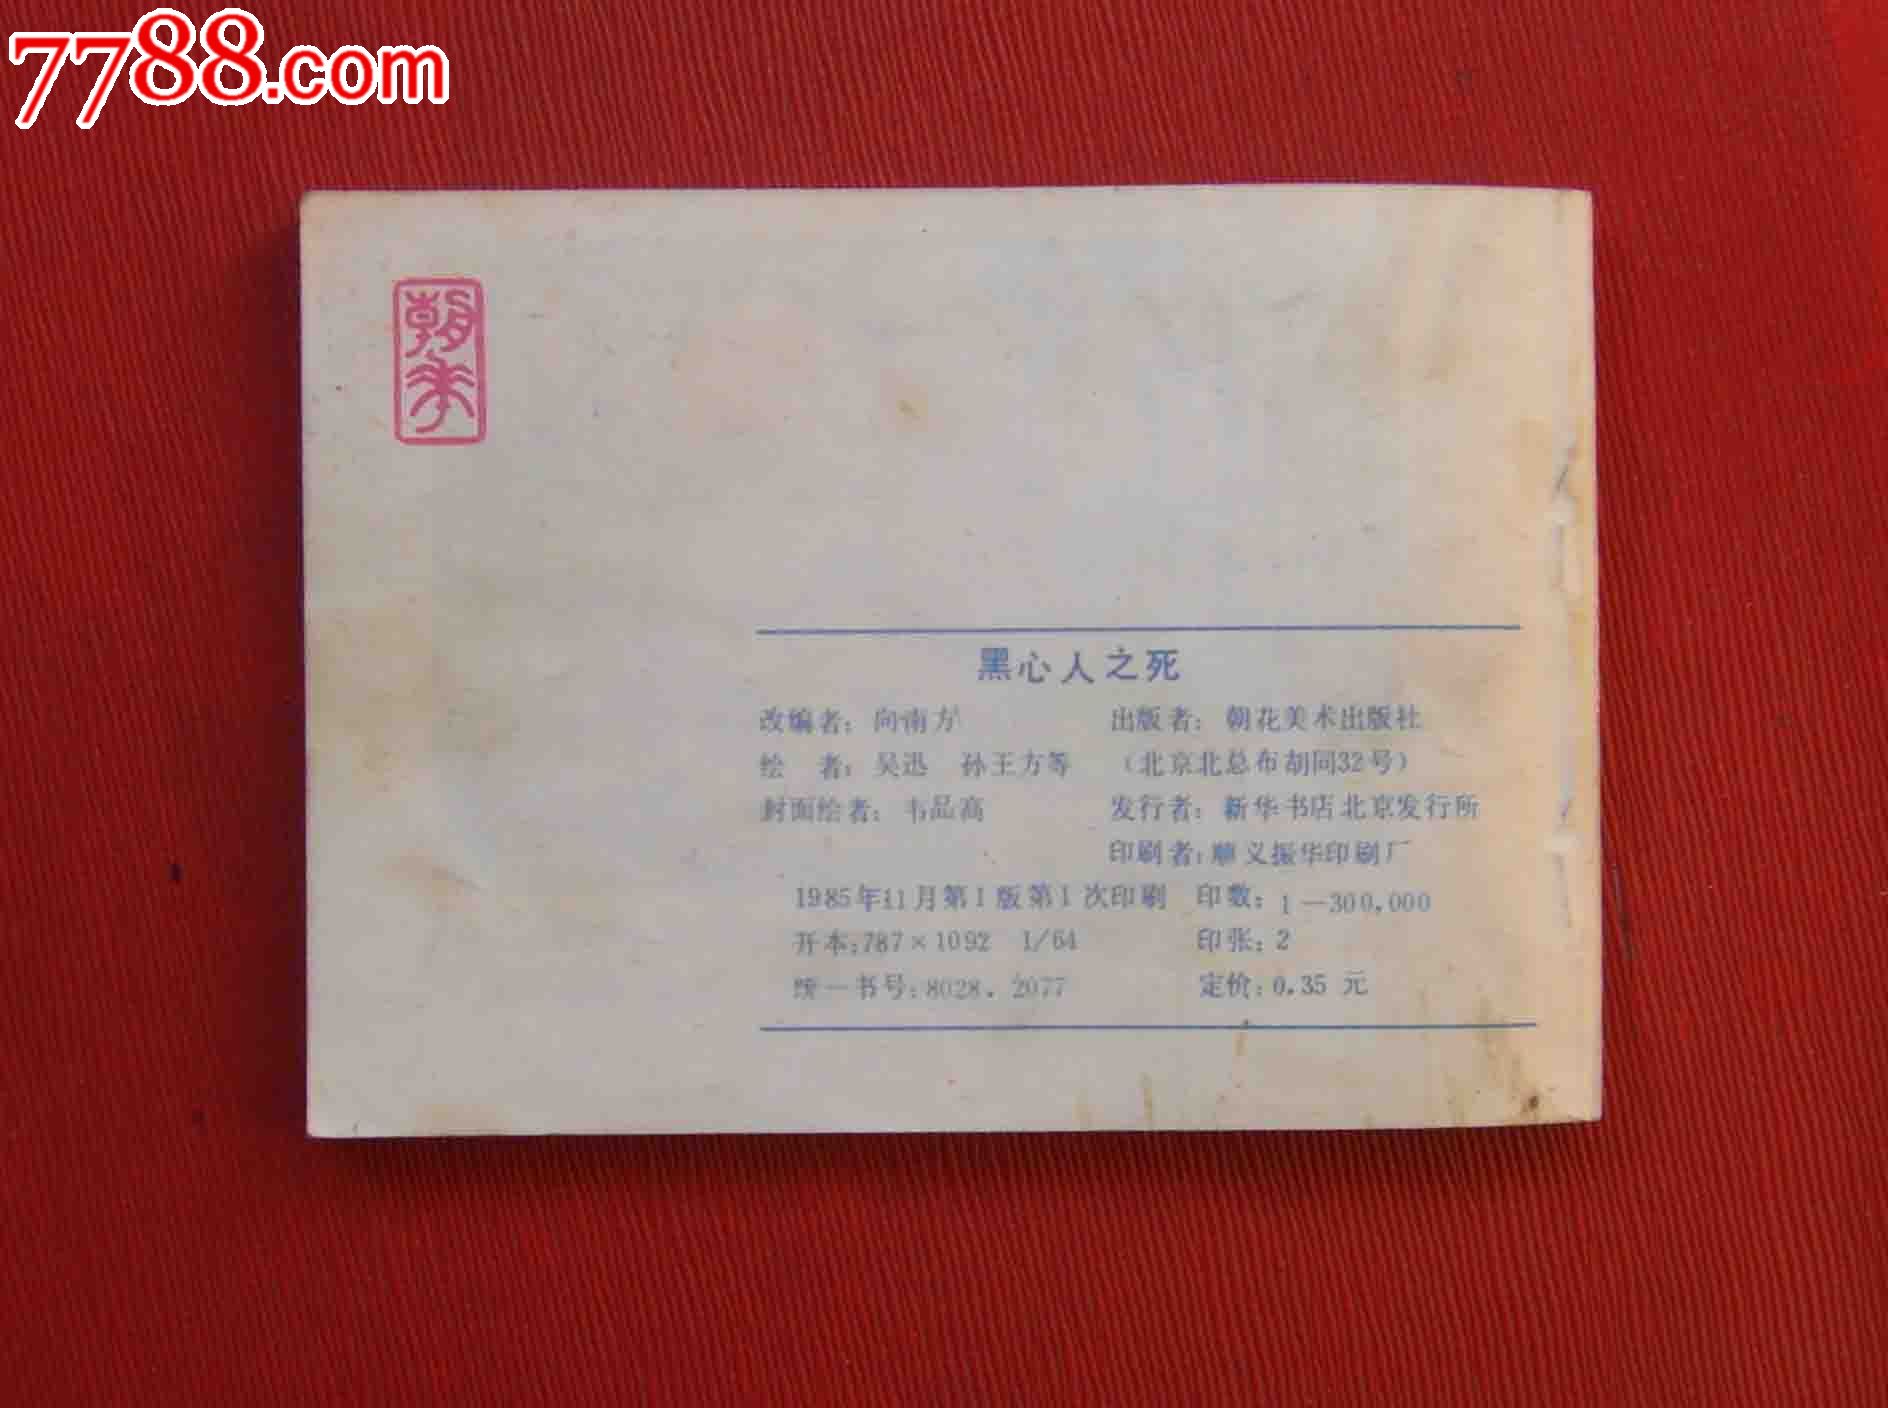 7788.com
朝花
黑心人之死
改编者：向南方
出版者：朝花美术出版社
绘　者：吴迅　孙王方等
（北京北总布胡同32号）
封面绘者：韦品高
发行者：新华书店北京发行所
印刷者：顺义振华印刷厂
1985年11月第1版第1次印刷
印数：1—300,000
开本：787×1092　1/64
印张：2
统一书号：8028．2077
定价：0.35 元